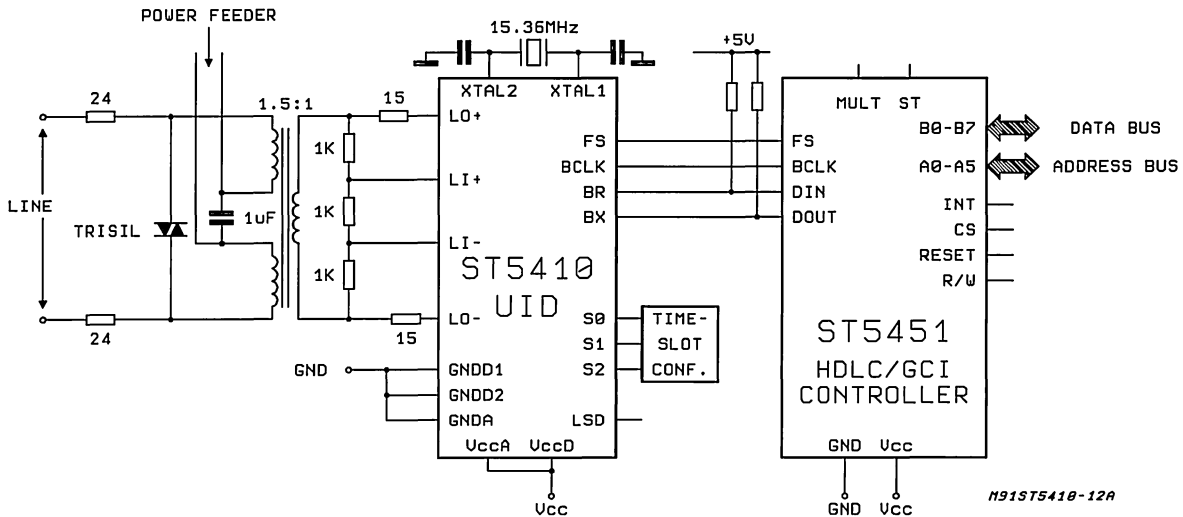 POWER FEEDER
15.36MHz
+5V
XTAL2 XTAL1
MULT ST
24
1.5:1
15
LO+
B0-B7
DATA BUS
1K
FS
FS
BCLK
BCLK
A0-A5
ADDRESS BUS
LI+
BR
DIN
LINE
1uF
1K
BX
DOUT
INT
TRISIL
CS
LI-
RESET
1K
ST5410
R/W
UID
24
15
LO-
S0
TIME-
S1
SLOT
S2
CONF.
ST5451
HDLC/GCI
CONTROLLER
GND
GNDD1
GNDD2
GNDA
LSD
VccA VccD
GND Vcc
Vcc
GND Vcc
M91ST5410-12A